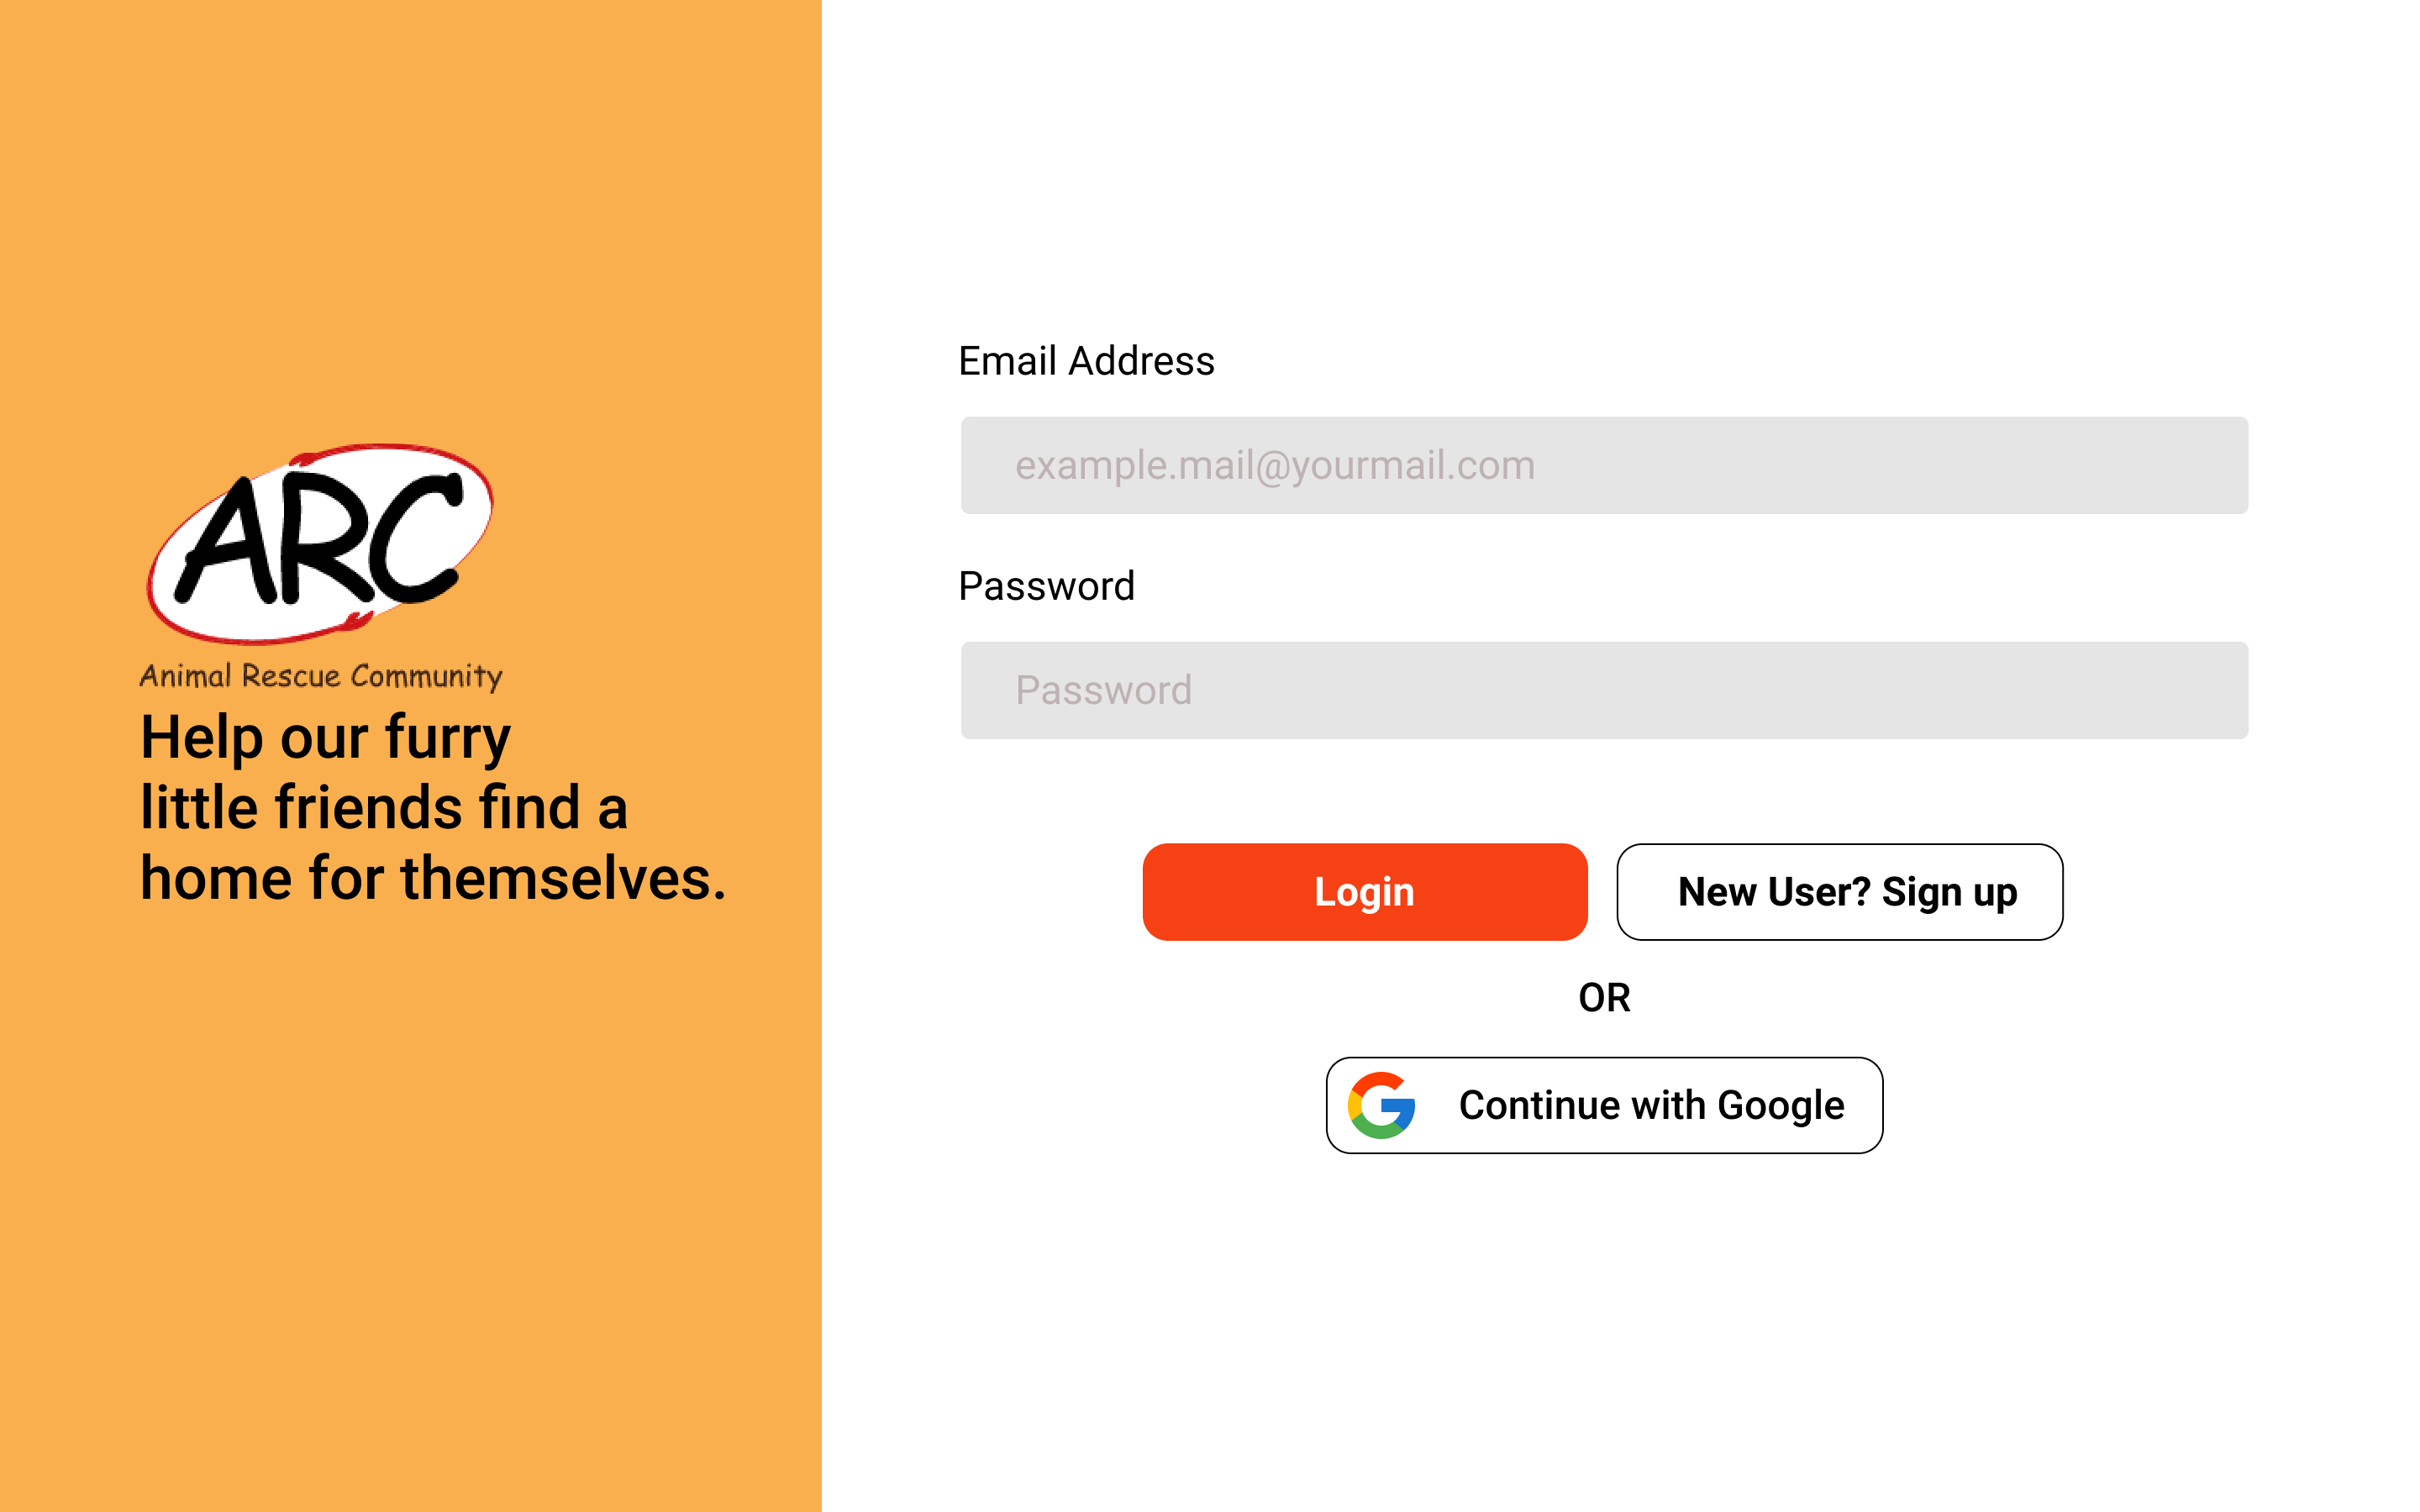 ARC
Animal Rescue Community
Help our furry
little friends find a
home for themselves.
Email Address
example.mail@yourmail.com
Password
Password
Login
New User? Sign up
OR
Continue with Google